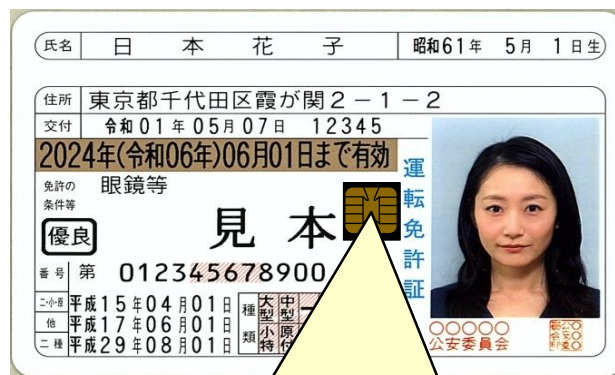 氏名 日本花子 昭和61年 5月 1日生
住所 東京都千代田区霞が関2-1-2
交付 令和01年05月07日 12345
2024年(令和06年)06月01日まで有効
免許の
条件等
眼鏡等
見本
優良
番号 第 012345678900
二・小・原 平成15年04月01日
他 平成17年06月01日
二種 平成29年08月01日
種類
大型 中型
小特 原付
運転免許証
○○○○○
公安委員会